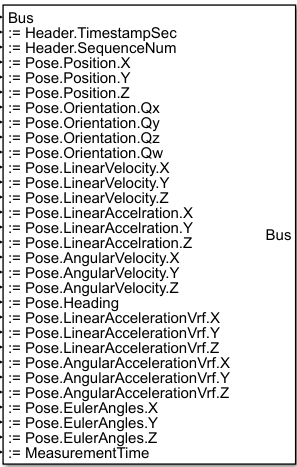 Bus
:= Header.TimestampSec
:= Header.SequenceNum
:= Pose.Position.X
:= Pose.Position.Y
:= Pose.Position.Z
:= Pose.Orientation.Qx
:= Pose.Orientation.Qy
:= Pose.Orientation.Qz
:= Pose.Orientation.Qw
:= Pose.LinearVelocity.X
:= Pose.LinearVelocity.Y
:= Pose.LinearVelocity.Z
:= Pose.LinearAccelration.X
:= Pose.LinearAccelration.Y
:= Pose.LinearAccelration.Z
Bus
:= Pose.AngularVelocity.X
:= Pose.AngularVelocity.Y
:= Pose.AngularVelocity.Z
:= Pose.Heading
:= Pose.LinearAccelerationVrf.X
:= Pose.LinearAccelerationVrf.Y
:= Pose.LinearAccelerationVrf.Z
:= Pose.AngularAccelerationVrf.X
:= Pose.AngularAccelerationVrf.Y
:= Pose.AngularAccelerationVrf.Z
:= Pose.EulerAngles.X
:= Pose.EulerAngles.Y
:= Pose.EulerAngles.Z
:= MeasurementTime